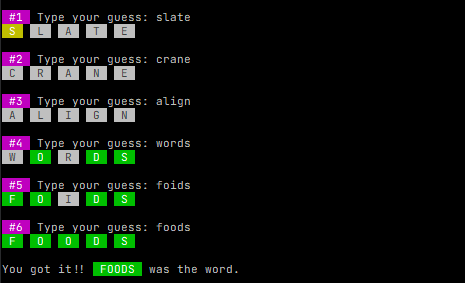 #1 Type your guess: slate
S L A T E
#2 Type your guess: crane
C R A N E
#3 Type your guess: align
A L I G N
#4 Type your guess: words
W O R D S
#5 Type your guess: foids
F O I D S
#6 Type your guess: foods
F O O D S
You got it!! FOODS was the word.